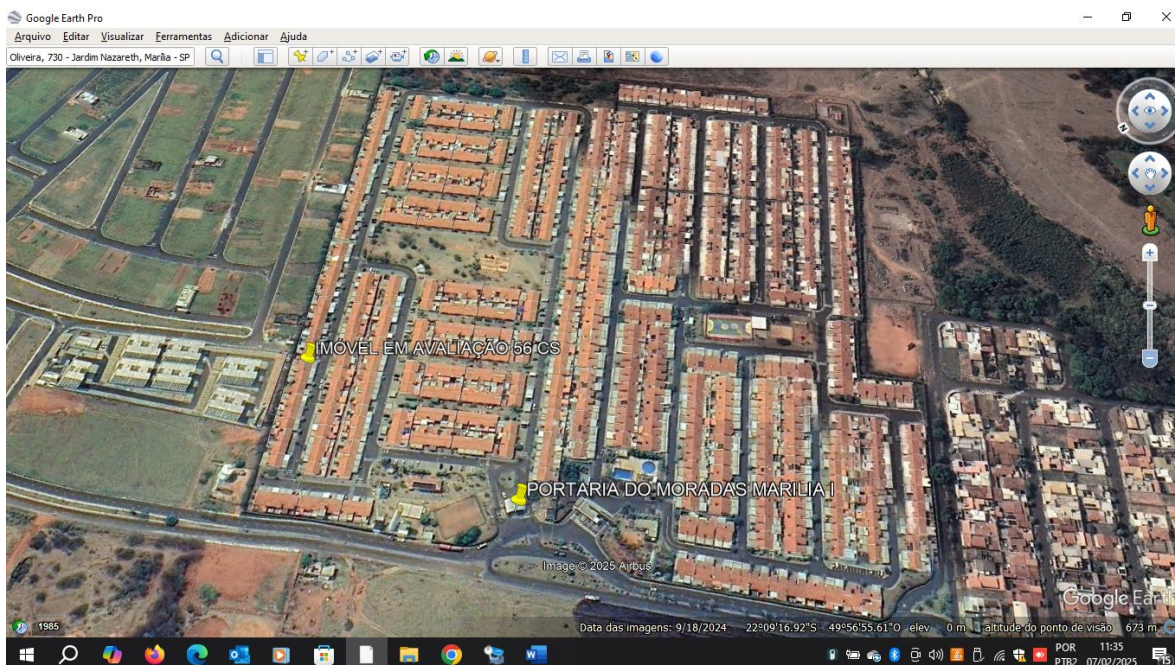 Google Earth Pro
Arquivo Editar Visualizar Ferramentas Adicionar Ajuda
Oliveira, 730 - Jardim Nazareth, Marília - SP
N
IMÓVEL EM AVALIAÇÃO 56 CS
PORTARIA DO MORADAS MARILIA I
Image © 2025 Airbus
Google Earth
1985
Data das imagens: 9/18/2024 22°09'16.92"S 49°56'55.61"O elev 0 m altitude do ponto de visão 673 m
POR 11:35
PTB2 07/02/2025